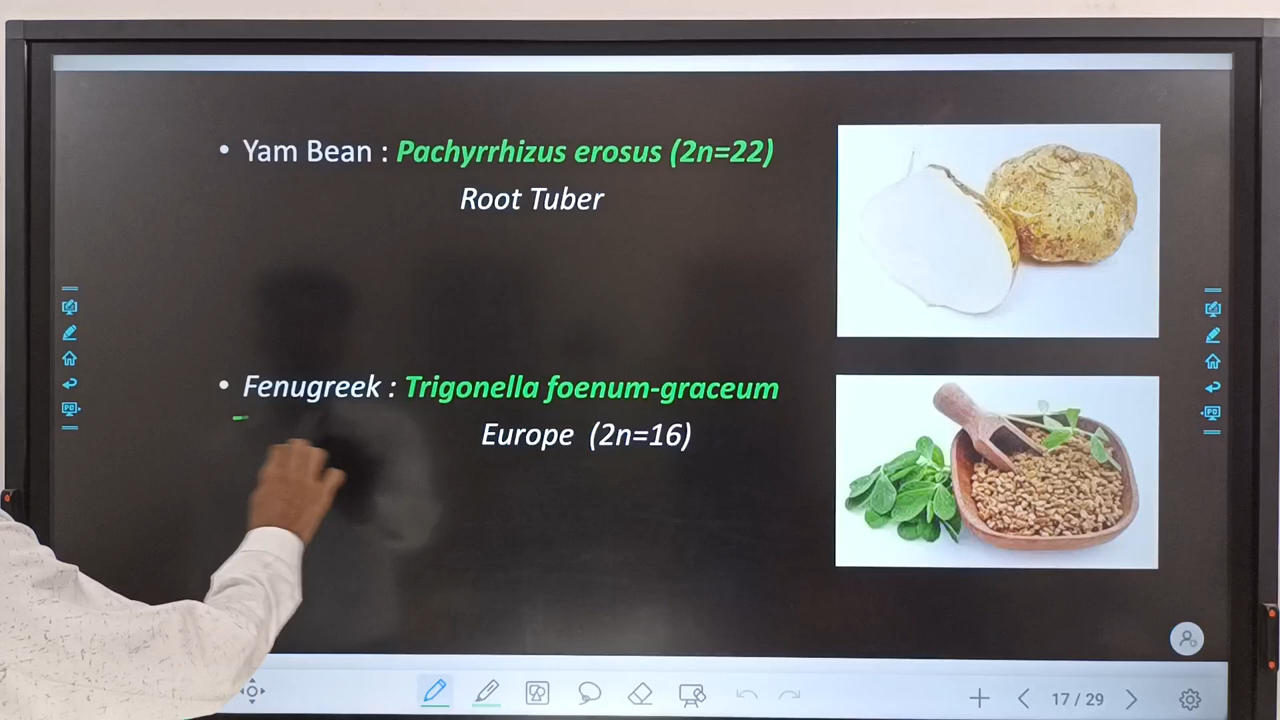 • Yam Bean : Pachyrrhizus erosus (2n=22)
Root Tuber
• Fenugreek : Trigonella foenum-graceum
Europe (2n=16)
17 / 29